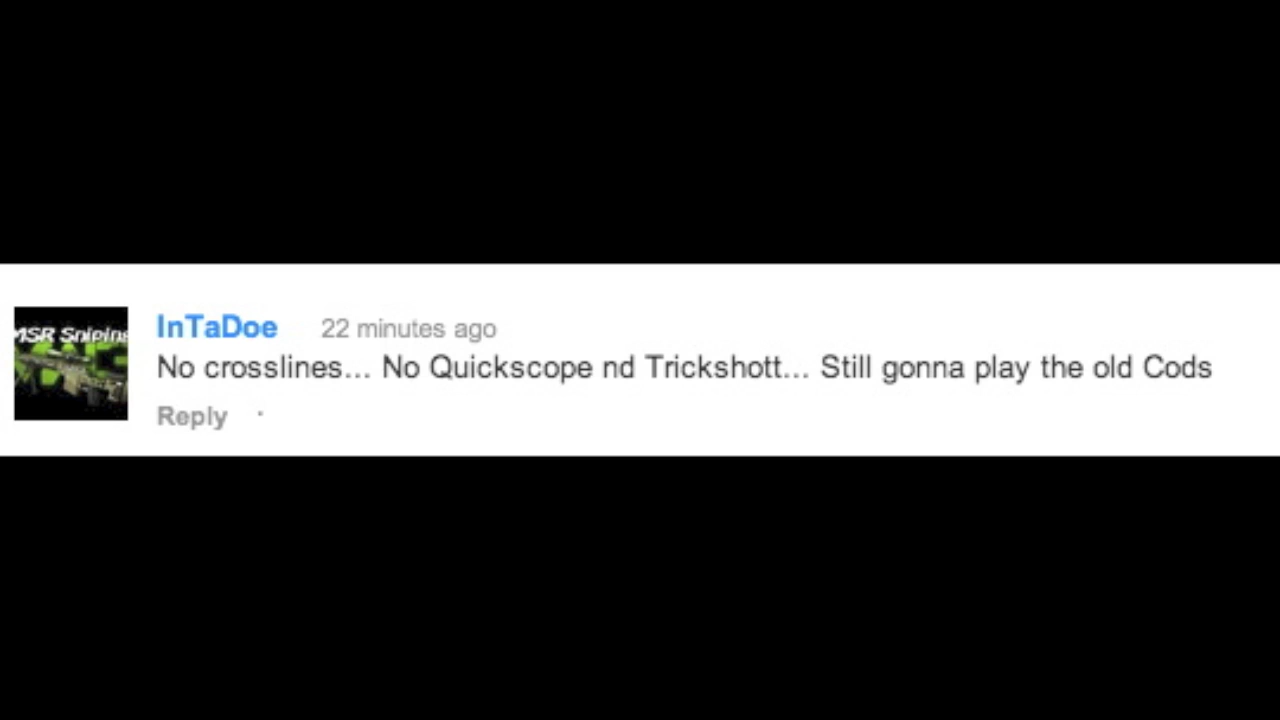 MSR Sniping
InTaDoe 22 minutes ago
No crosslines... No Quickscope nd Trickshott... Still gonna play the old Cods
Reply ·